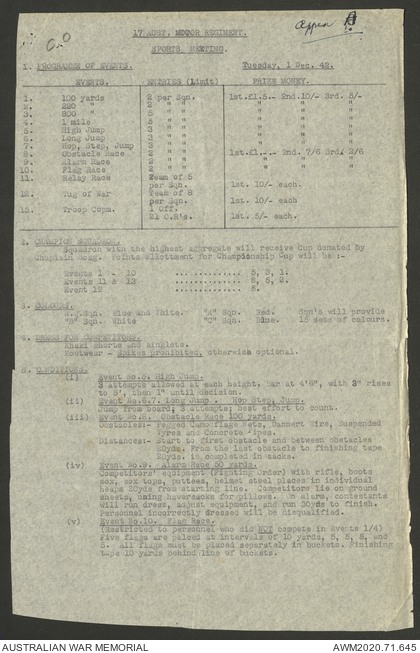 17 AUST. MOTOR REGIMENT.
SPORTS MEETING.
1. PROGRAMME OF EVENTS. Tuesday, 1 Dec. 42.
EVENTS. ENTRIES (Limit) PRIZE MONEY.
1. 100 yards 2 per Sqn. 1st. £1.5.- 2nd. 10/- 3rd. 5/-
2. 220 " 2 " " " " "
3. 880 " 5 " " " " "
4. 1 mile 5 " " " " "
5. High Jump 3 " " " " "
6. Long Jump 3 " " " " "
7. Hop, Step, Jump 3 " " " " "
8. Obstacle Race 2 " " 1st. £1.-.- 2nd. 7/6 3rd. 2/6
9. Alarm Race 2 " " " " "
10. Flag Race 2 " " " " "
11. Relay Race Team of 5
per Sqn. 1st. 10/- each.
12. Tug of War Team of 8
per Sqn. 1st. 10/- each
13. Troop Comp. 1 Off.
21 O.R's. 1st. 5/- each.
2. CHAMPION SQUADRON.
Squadron with the highest aggregate will receive Cup donated by
Chaplain Points allottment for Championship Cup will be :-
Events 1 - 10 .............. 5, 3, 1.
Events 11 & 13 .............. 8, 5, 2.
Event 12 ..............
3. COLOURS.
Blue and White. "A" Sqn. Red. Sqn's will provide
"B" Sqn. White "C" Sqn. Blue. 15 sets of colours.
4. DRESS FOR COMPETITORS.
Khaki shorts and singlets.
Footwear - Spikes prohibited, otherwise optional.
5. CONDITIONS.
(i) Event No.5. High Jump.
3 attempts allowed at each height, bar at 4'6", with 3" rises
to 5', then 1" until decision.
(ii) Event No.6.7. Long Jump. Hop Step, Jump.
Jump from board; 3 attempts; best effort to count.
(iii) Event No.8. Obstacle Race 100 yards.
Obstacles:- Pegged Camouflage Nets, Dannert Wire, Suspended
Tyres and Concrete Pipes.
Distances:- Start to first obstacle and between obstacles
20yds. From the last obstacle to finishing tape
20yds. is completed in sacks.
(iv) Event No.9. Alarm Race 50 yards.
Competitors' equipment (Fighting Order) with rifle, boots
sox, sox tops, puttees, helmet steel places in individual
heaps 20yds from starting line. Competitors lie on ground
sheets, using haversacks for pillows. On alarm, contestants
will run dress, adjust equipment, and run 30yds to finish.
Personnel incorrectly dressed will be disqualified.
(v) Event No.10. Flag Race.
(Restricted to personnel who did NOT compete in Events 1/4)
Five flags are placed at intervals of 10 yards, 5, 5, 5, and
5. All flags must be placed separately in buckets. Finishing
tape 10 yards behind line of buckets.
AUSTRALIAN WAR MEMORIAL AWM2020.71.645